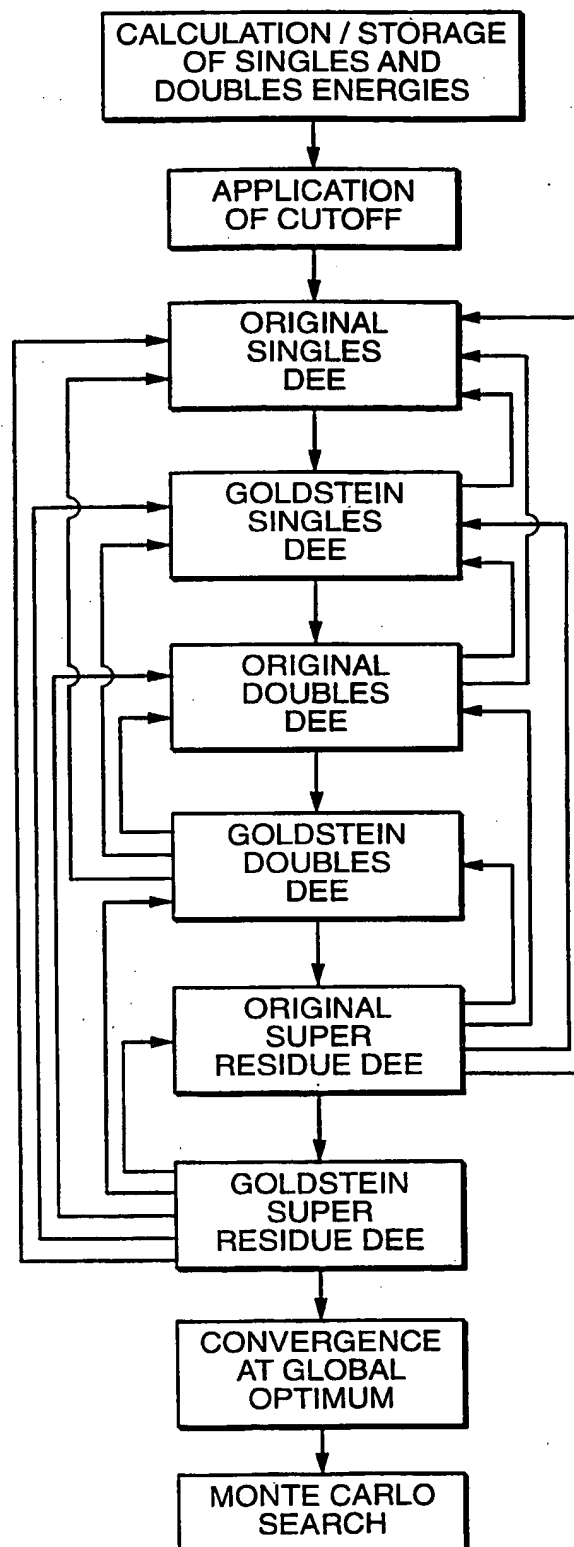 CALCULATION / STORAGE
OF SINGLES AND
DOUBLES ENERGIES
APPLICATION
OF CUTOFF
ORIGINAL
SINGLES
DEE
GOLDSTEIN
SINGLES
DEE
ORIGINAL
DOUBLES
DEE
GOLDSTEIN
DOUBLES
DEE
ORIGINAL
SUPER
RESIDUE DEE
GOLDSTEIN
SUPER
RESIDUE DEE
CONVERGENCE
AT GLOBAL
OPTIMUM
MONTE CARLO
SEARCH